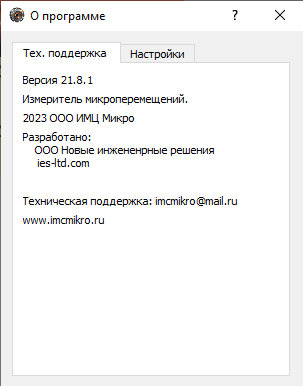 О программе
?
Тех. поддержка
Настройки
Версия 21.8.1
Измеритель микроперемещений.
2023 ООО ИМЦ Микро
Разработано:
ООО Новые инжененрные решения
ies-ltd.com
Техническая поддержка: imcmikro@mail.ru
www.imcmikro.ru